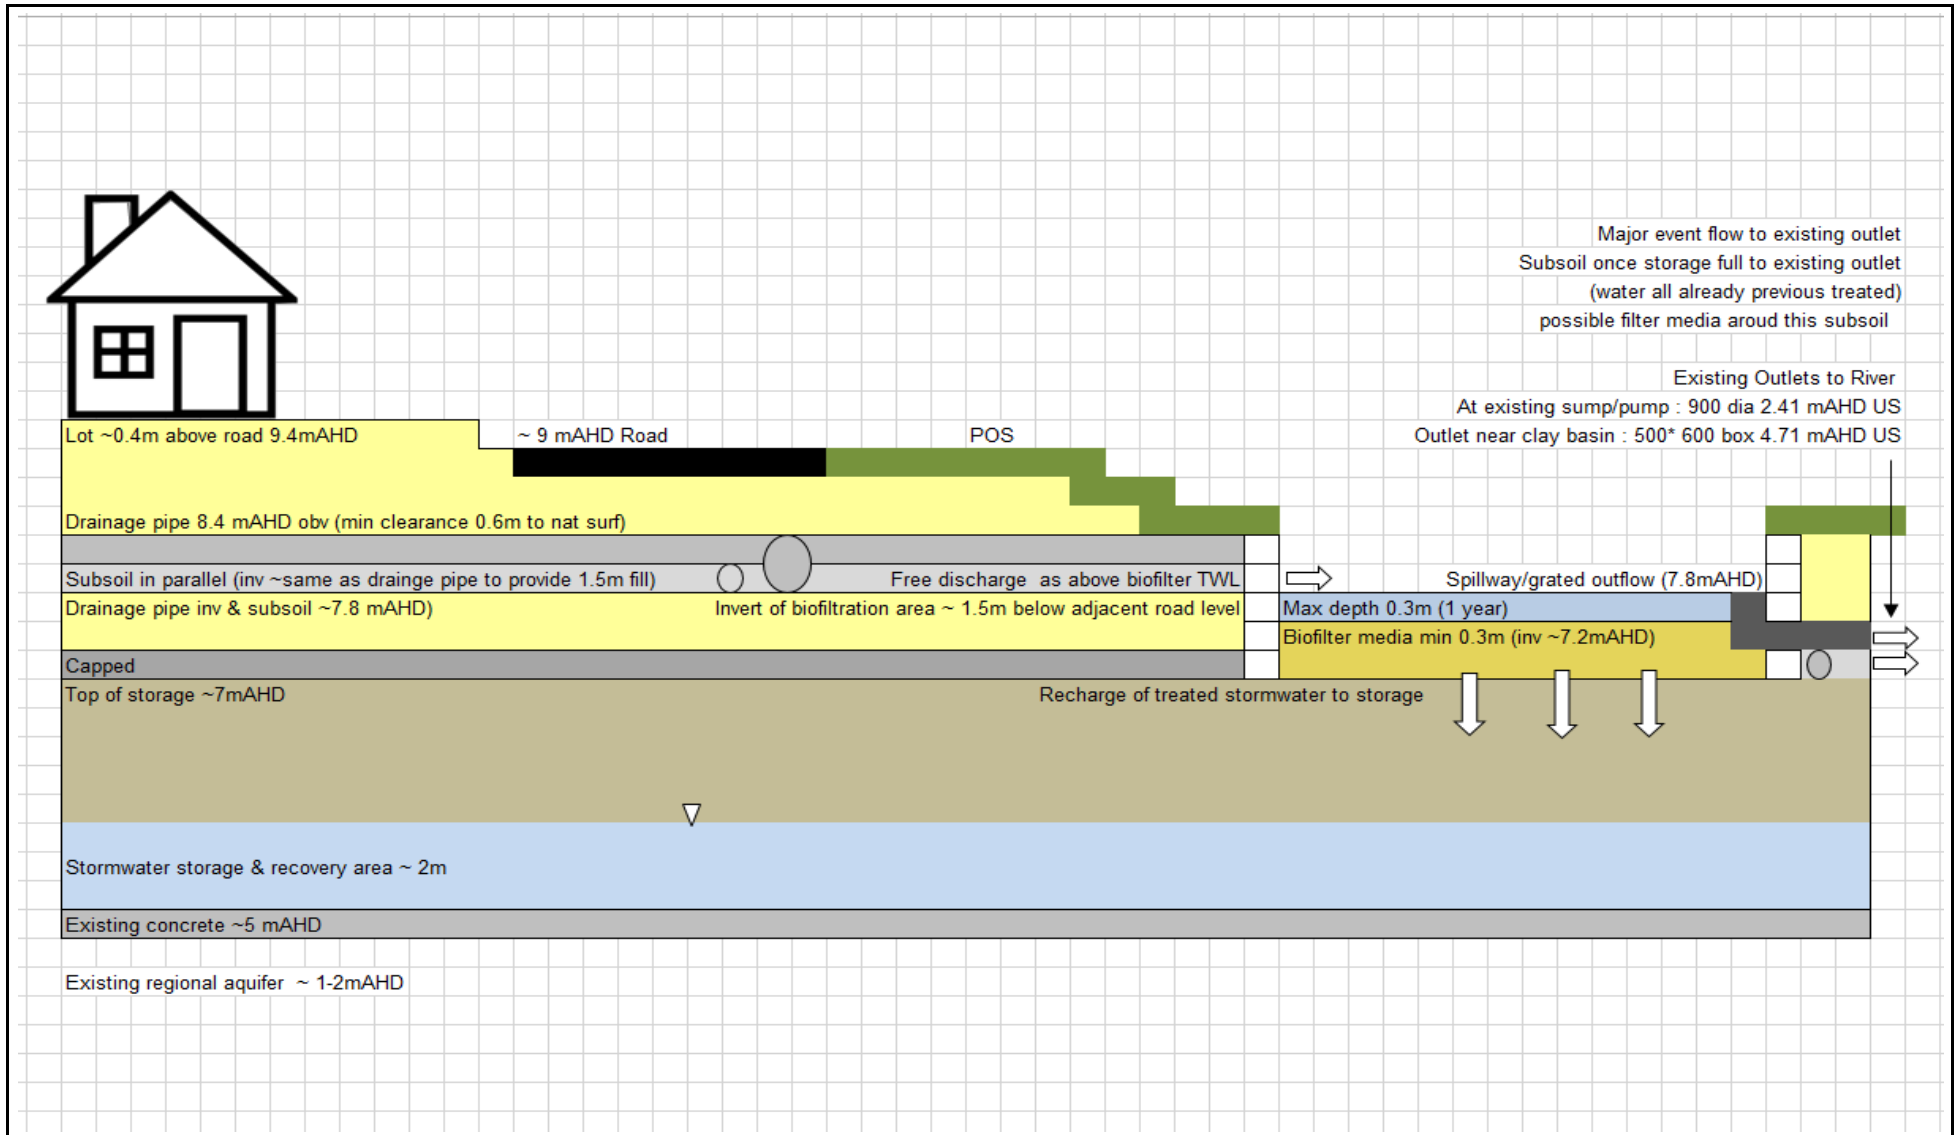 Major event flow to existing outlet
Subsoil once storage full to existing outlet
(water all already previous treated)
possible filter media aroud this subsoil
Existing Outlets to River
At existing sump/pump : 900 dia 2.41 mAHD US
Outlet near clay basin : 500* 600 box 4.71 mAHD US
Lot ~0.4m above road 9.4mAHD
~ 9 mAHD Road
POS
Drainage pipe 8.4 mAHD obv (min clearance 0.6m to nat surf)
Subsoil in parallel (inv ~same as drainge pipe to provide 1.5m fill)
Free discharge as above biofilter TWL
Spillway/grated outflow (7.8mAHD)
Drainage pipe inv & subsoil ~7.8 mAHD)
Invert of biofiltration area ~ 1.5m below adjacent road level
Max depth 0.3m (1 year)
Biofilter media min 0.3m (inv ~7.2mAHD)
Capped
Top of storage ~7mAHD
Recharge of treated stormwater to storage
Stormwater storage & recovery area ~ 2m
Existing concrete ~5 mAHD
Existing regional aquifer ~ 1-2mAHD